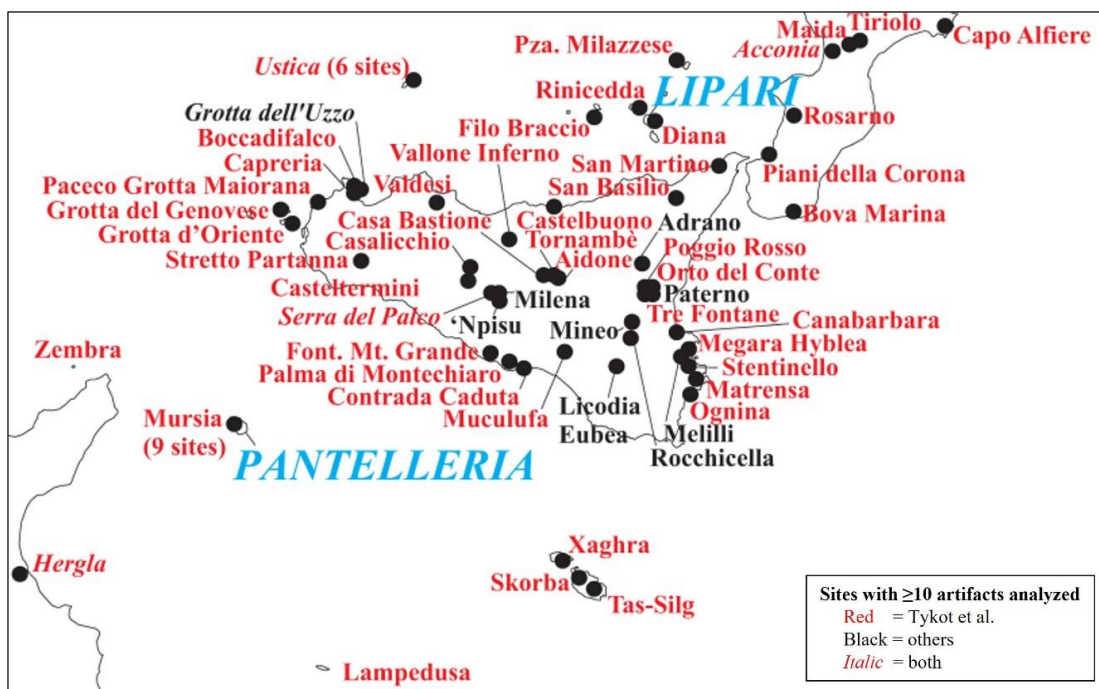 Tiriolo
Maida
Capo Alfiere
Acconia
Pza. Milazzese
Ustica (6 sites)
LIPARI
Rinicedda
Grotta dell'Uzzo
Rosarno
Filo Braccio
Diana
Boccadifalco
Vallone Inferno
Capreria
San Martino
Piani della Corona
Paceco Grotta Maiorana
Valdesi
San Basilio
Grotta del Genovese
Casa Bastione
Castelbuono
Adrano
Bova Marina
Grotta d’Oriente
Casalicchio
Tornambè
Poggio Rosso
Stretto Partanna
Aidone
Orto del Conte
Casteltermini
Milena
Paterno
Serra del Palco
Tre Fontane
Canabarbara
‘Npisu
Mineo
Megara Hyblea
Zembra
Font. Mt. Grande
Stentinello
Palma di Montechiaro
Matrensa
Contrada Caduta
Ognina
Mursia
(9 sites)
Muculufa
Licodia
Eubea
Melilli
Rocchicella
PANTELLERIA
Xaghra
Hergla
Skorba
Tas-Silg
Lampedusa
Sites with ≥10 artifacts analyzed
Red = Tykot et al.
Black = others
Italic = both